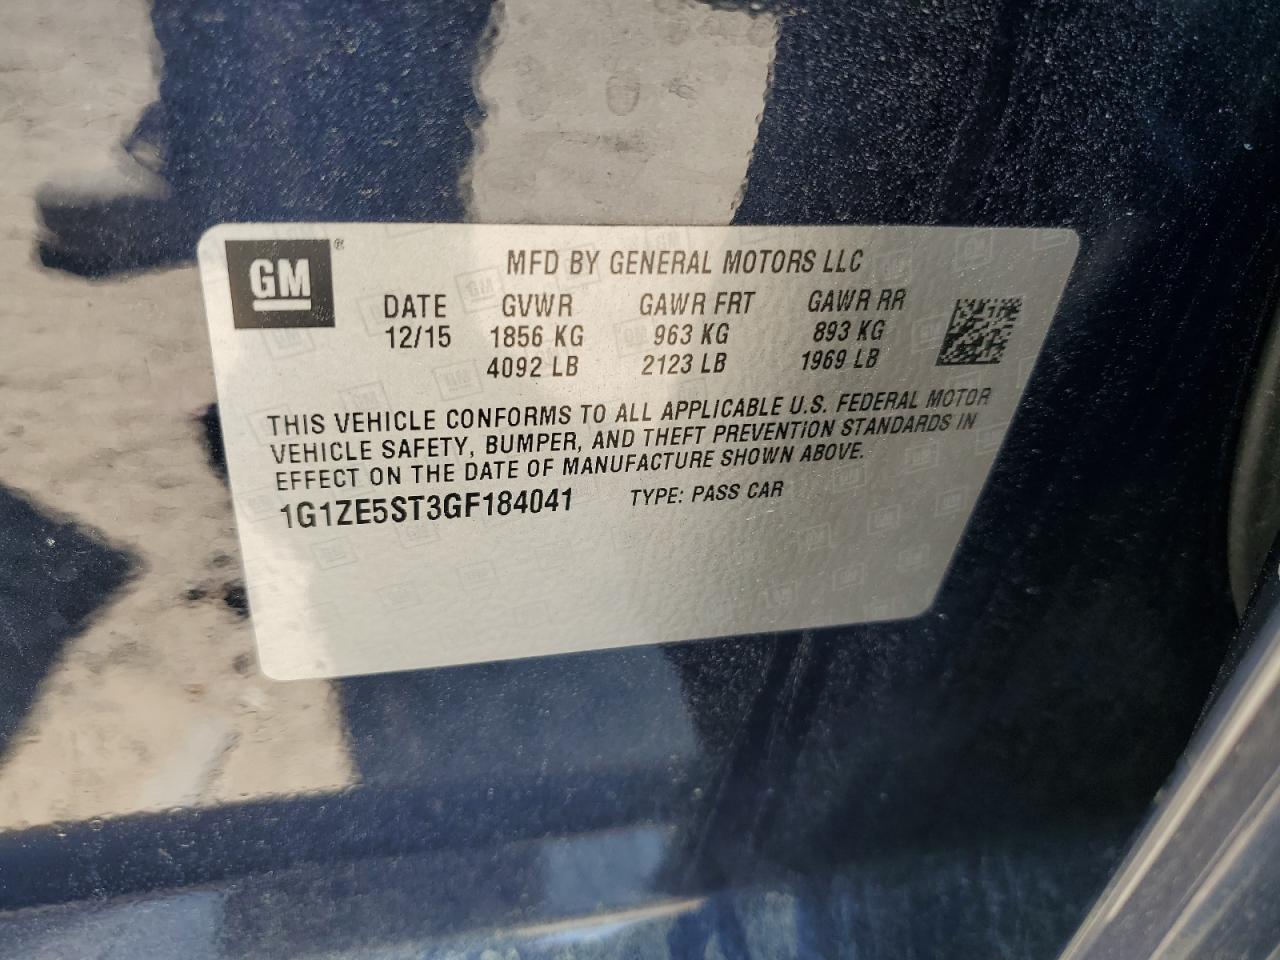 GM ®
MFD BY GENERAL MOTORS LLC
DATE GVWR GAWR FRT GAWR RR
12/15 1856 KG 963 KG 893 KG
4092 LB 2123 LB 1969 LB
THIS VEHICLE CONFORMS TO ALL APPLICABLE U.S. FEDERAL MOTOR
VEHICLE SAFETY, BUMPER, AND THEFT PREVENTION STANDARDS IN
EFFECT ON THE DATE OF MANUFACTURE SHOWN ABOVE.
1G1ZE5ST3GF184041 TYPE: PASS CAR